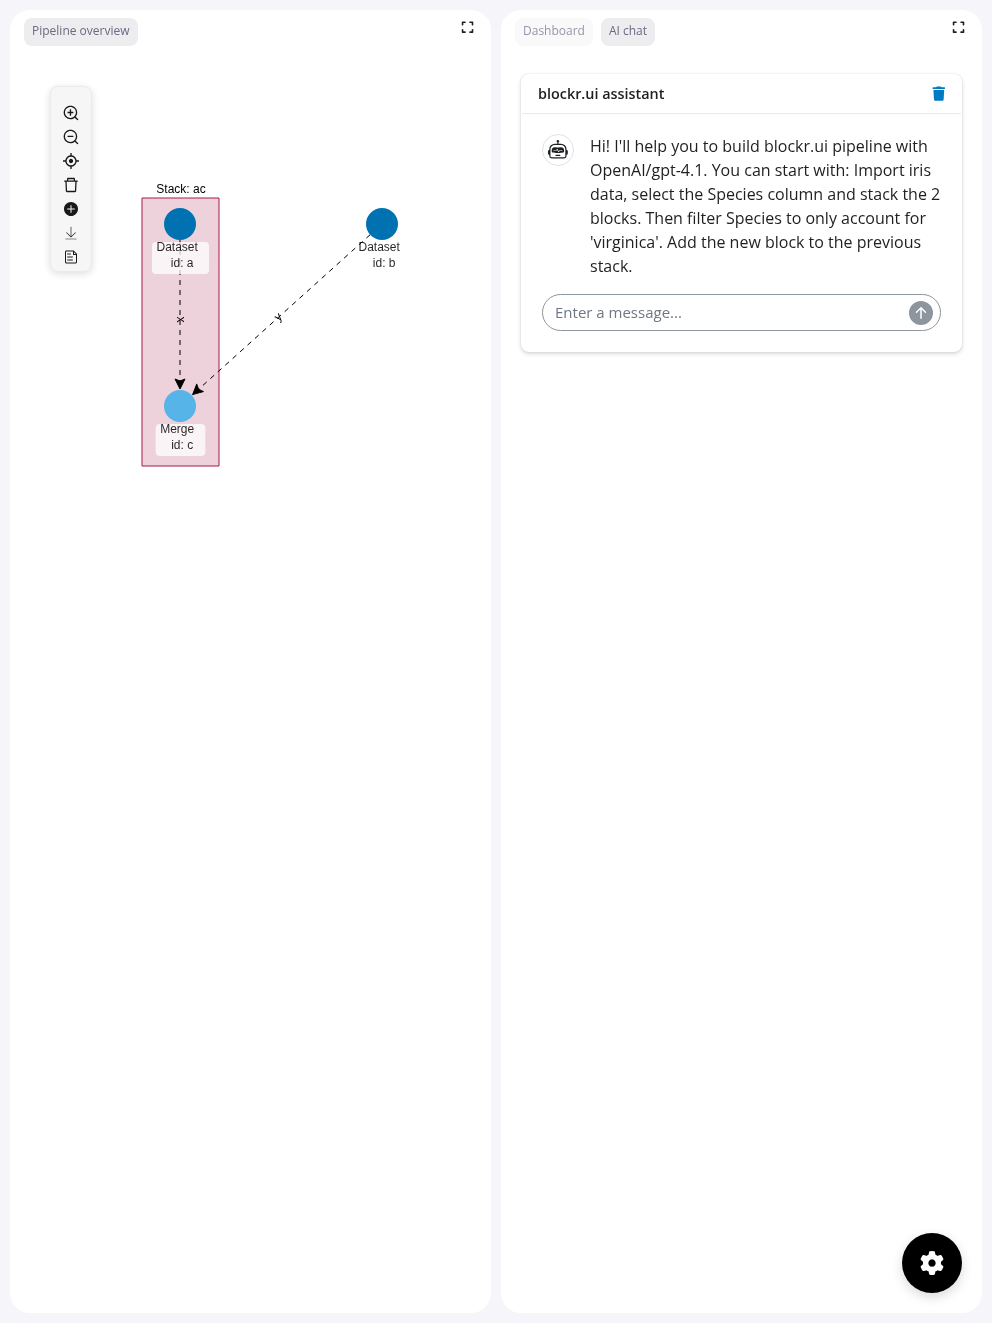 Pipeline overview
Stack: ac
Dataset
id: a
Dataset
id: b
x
y
Merge
id: c
Dashboard
AI chat
blockr.ui assistant
Hi! I'll help you to build blockr.ui pipeline with
OpenAI/gpt-4.1. You can start with: Import iris
data, select the Species column and stack the 2
blocks. Then filter Species to only account for
'virginica'. Add the new block to the previous
stack.
Enter a message...